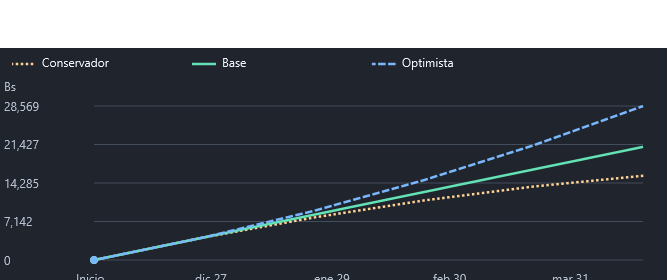 Conservador Base Optimista
Bs
28,569
21,427
14,285
7,142
0
Inicio dic 27 ene 29 feb 30 mar 31